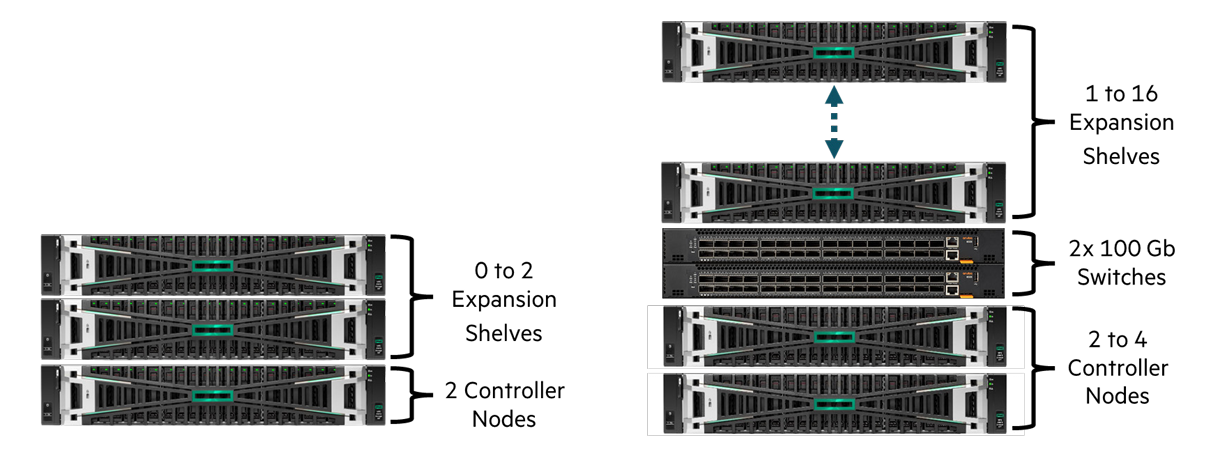 0 to 2
Expansion
Shelves
2 Controller
Nodes
1 to 16
Expansion
Shelves
2x 100 Gb
Switches
2 to 4
Controller
Nodes